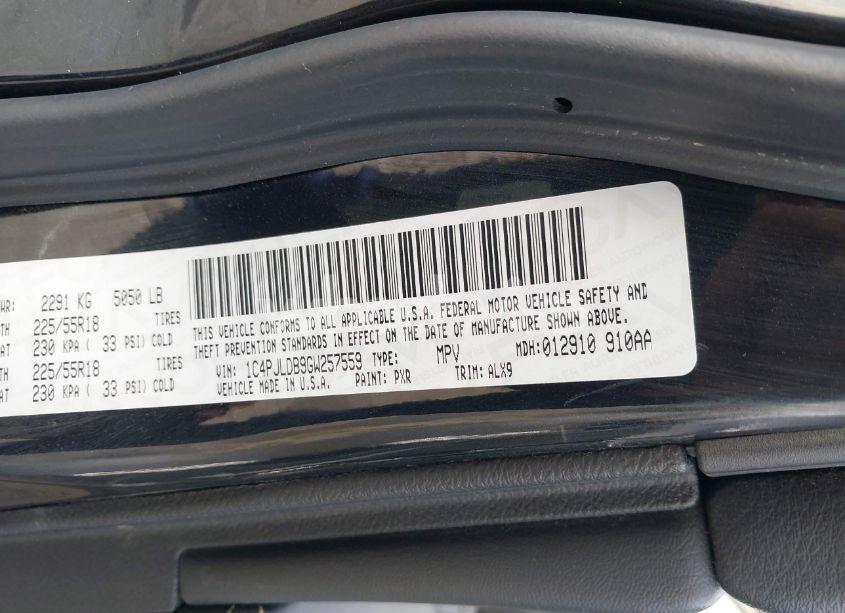 WR: 2291 KG 5050 LB
TH 225/55R18 TIRES
AT 230 KPA ( 33 PSI) COLD
TH 225/55R18 TIRES
AT 230 KPA ( 33 PSI) COLD
THIS VEHICLE CONFORMS TO ALL APPLICABLE U.S.A. FEDERAL MOTOR VEHICLE SAFETY AND
THEFT PREVENTION STANDARDS IN EFFECT ON THE DATE OF MANUFACTURE SHOWN ABOVE.
VIN: 1C4PJLDB9GW257559 TYPE: MPV MDH: 012910 910AA
VEHICLE MADE IN U.S.A. PAINT: PXR TRIM: ALX9